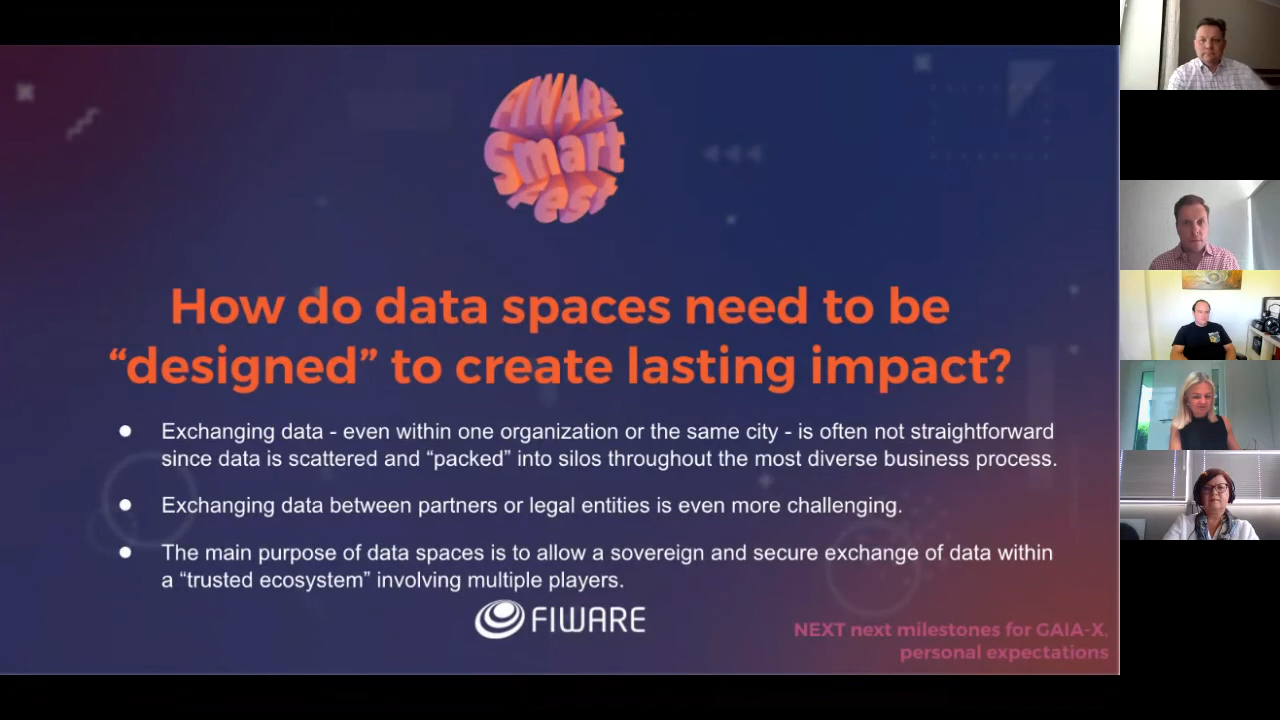 FIWARE
Smart
Fest
How do data spaces need to be
“designed” to create lasting impact?
● Exchanging data - even within one organization or the same city - is often not straightforward
since data is scattered and “packed” into silos throughout the most diverse business process.
● Exchanging data between partners or legal entities is even more challenging.
● The main purpose of data spaces is to allow a sovereign and secure exchange of data within
a “trusted ecosystem” involving multiple players.
FIWARE
NEXT next milestones for GAIA-X,
personal expectations